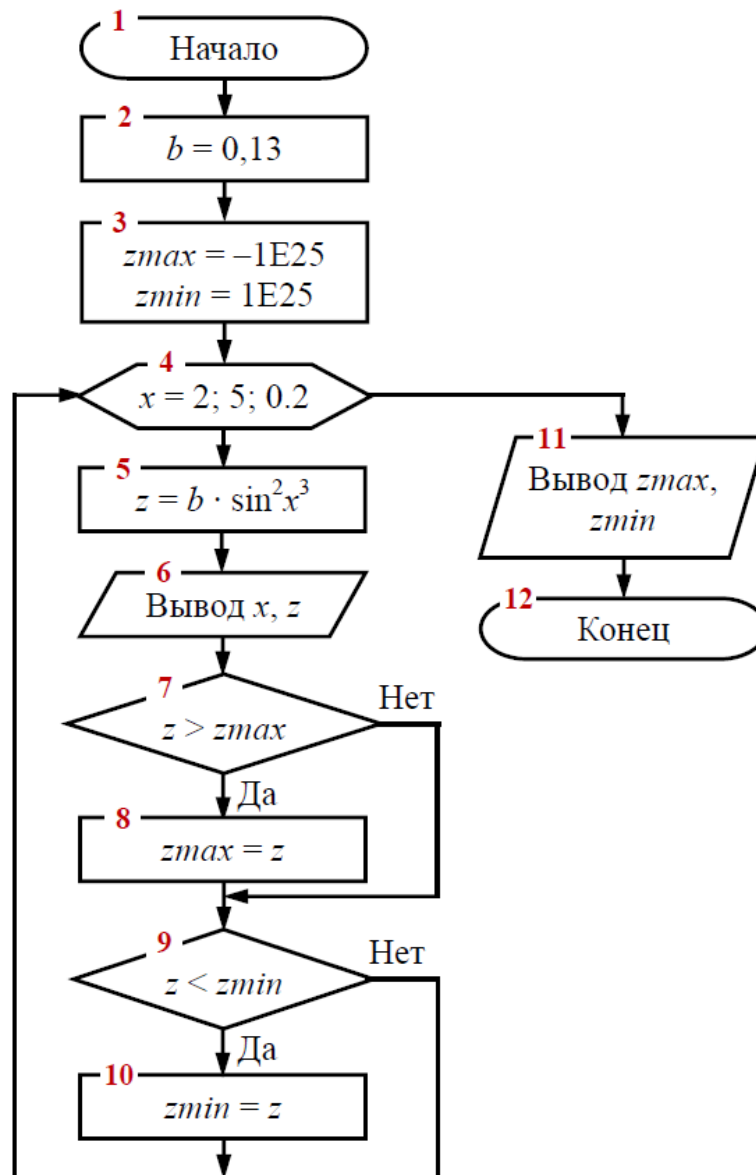 1
Начало
2
b = 0,13
3
zmax = –1E25
zmin = 1E25
4
x = 2; 5; 0.2
5
z = b · sin²x³
6
Вывод x, z
7
z > zmax
Нет
Да
8
zmax = z
9
z < zmin
Нет
Да
10
zmin = z
11
Вывод zmax,
zmin
12
Конец